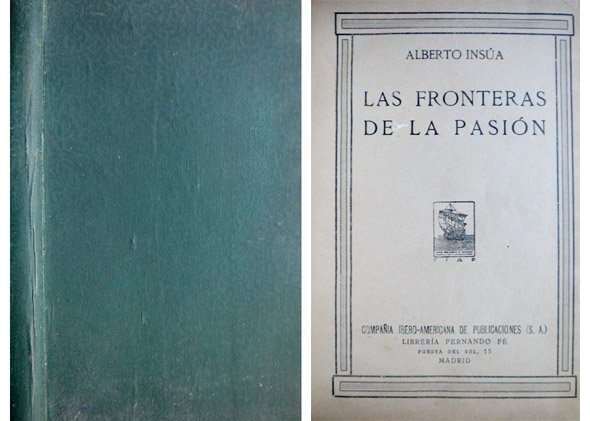 ALBERTO INSÚA
LAS FRONTERAS
DE LA PASIÓN
CIAP
COMPAÑÍA IBERO-AMERICANA DE PUBLICACIONES (S. A.)
LIBRERÍA FERNANDO FÉ
PUERTA DEL SOL, 15
MADRID